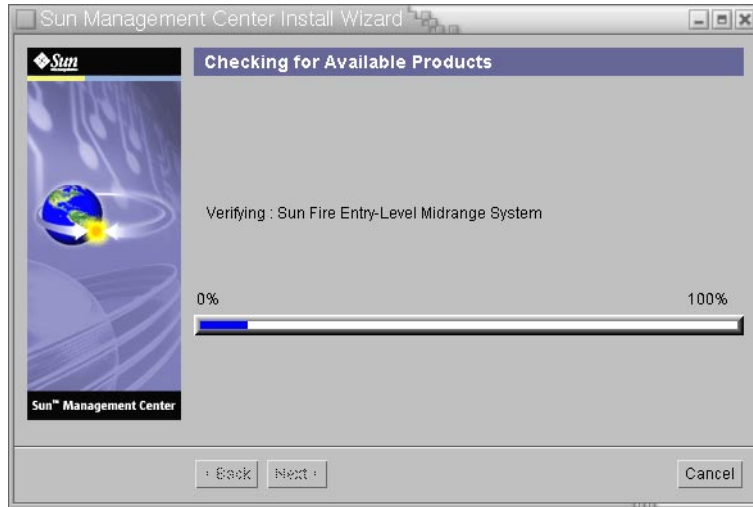 Sun Management Center Install Wizard
Sun
Checking for Available Products
Verifying : Sun Fire Entry-Level Midrange System
0%
100%
Sun™ Management Center
Back
Next
Cancel